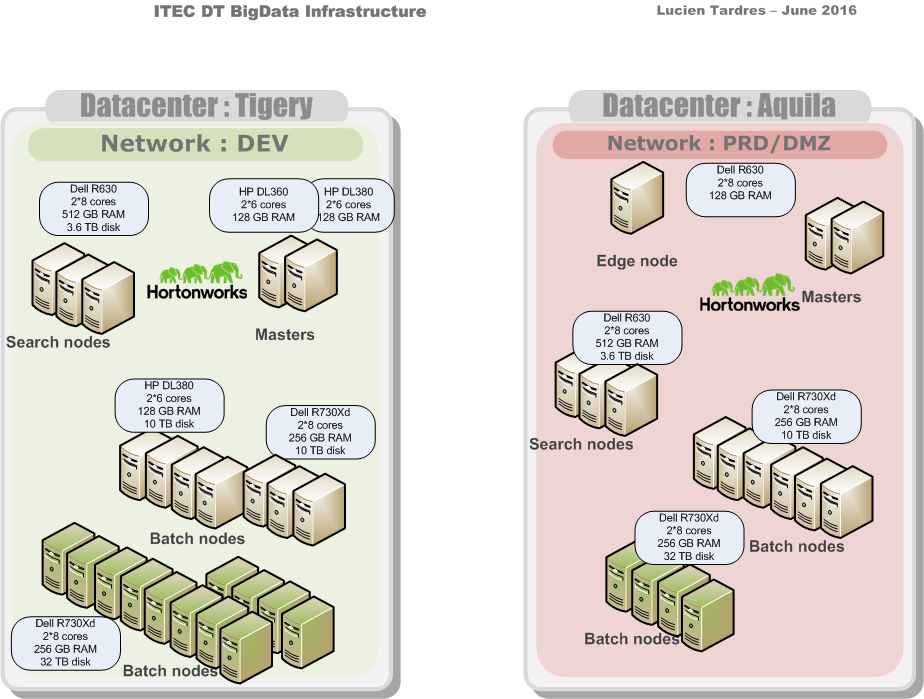 ITEC DT BigData Infrastructure
Lucien Tardres – June 2016
Datacenter : Tigery
Network : DEV
Dell R630
2*8 cores
512 GB RAM
3.6 TB disk
HP DL360
2*6 cores
128 GB RAM
HP DL380
2*6 cores
128 GB RAM
Hortonworks
Search nodes
Masters
HP DL380
2*6 cores
128 GB RAM
10 TB disk
Dell R730Xd
2*8 cores
256 GB RAM
10 TB disk
Batch nodes
Dell R730Xd
2*8 cores
256 GB RAM
32 TB disk
Batch nodes
Datacenter : Aquila
Network : PRD/DMZ
Dell R630
2*8 cores
128 GB RAM
Edge node
Hortonworks
Masters
Dell R630
2*8 cores
512 GB RAM
3.6 TB disk
Search nodes
Dell R730Xd
2*8 cores
256 GB RAM
10 TB disk
Batch nodes
Dell R730Xd
2*8 cores
256 GB RAM
32 TB disk
Batch nodes